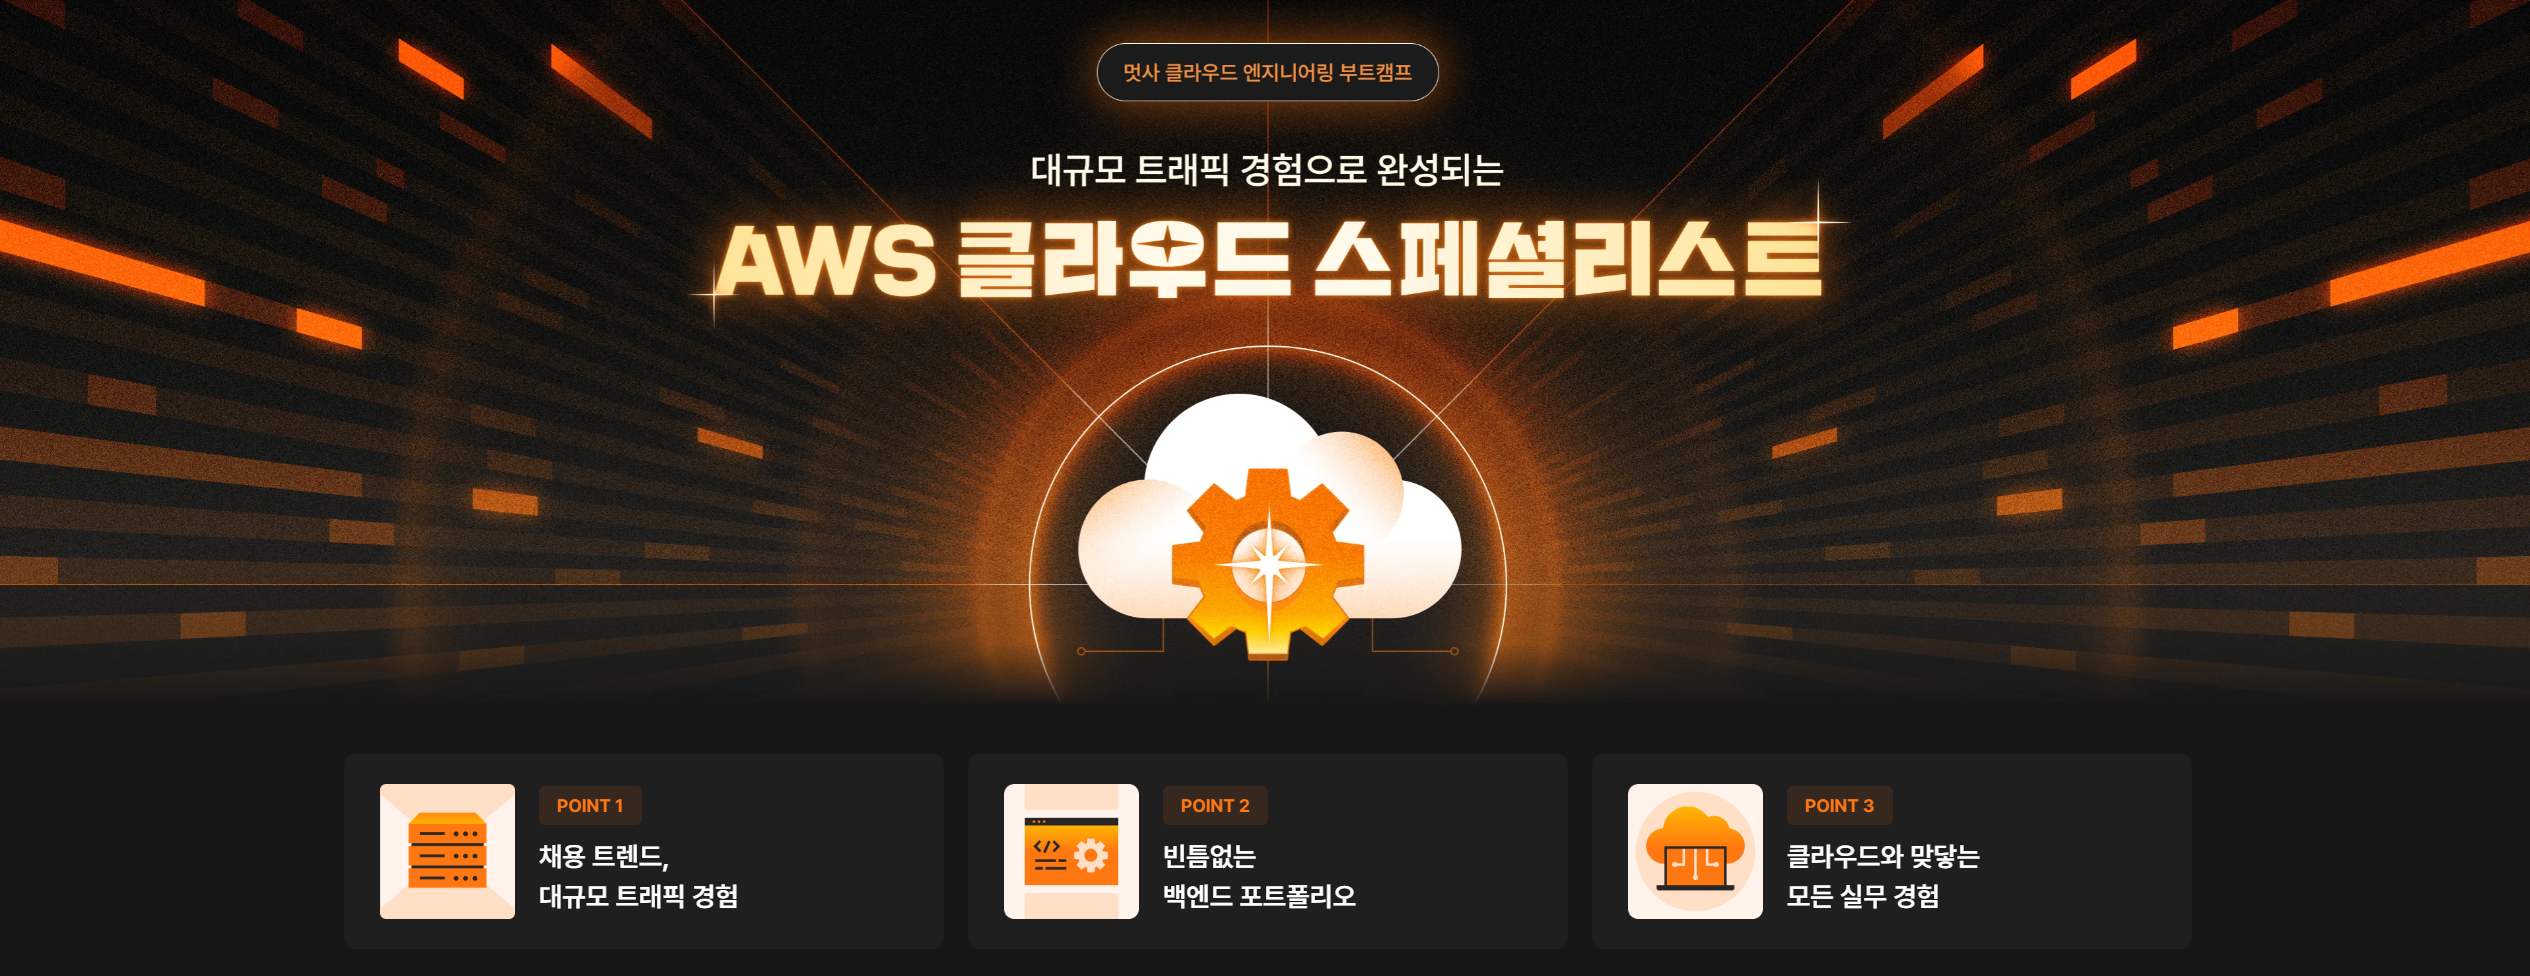 멋사 클라우드 엔지니어링 부트캠프
대규모 트래픽 경험으로 완성되는
AWS 클라우드 스페셜리스트
POINT 1
채용 트렌드,
대규모 트래픽 경험
POINT 2
빈틈없는
백엔드 포트폴리오
POINT 3
클라우드와 맞닿는
모든 실무 경험